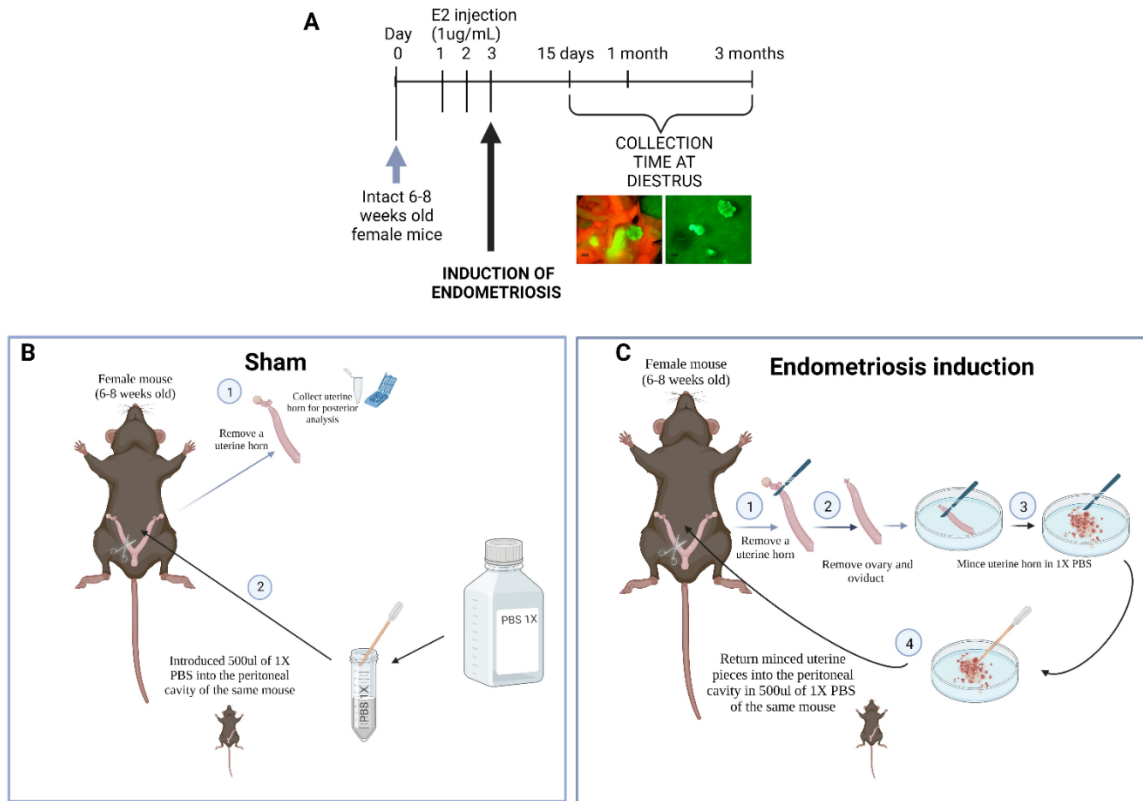 A
E2 injection
(1ug/mL)
Day
0
1
2
3
15 days
1 month
3 months
Intact 6-8
weeks old
female mice
INDUCTION OF
ENDOMETRIOSIS
COLLECTION
TIME AT
DIESTRUS
B
Sham
Female mouse
(6-8 weeks old)
1
Remove a
uterine horn
Collect uterine
horn for posterior
analysis
2
PBS 1X
PBS 1X
Introduced 500ul of 1X
PBS into the peritoneal
cavity of the same mouse
C
Endometriosis induction
Female mouse
(6-8 weeks old)
1
Remove a
uterine horn
2
Remove ovary and
oviduct
3
Mince uterine horn in 1X PBS
4
Return minced uterine
pieces into the peritoneal
cavity in 500ul of 1X PBS
of the same mouse